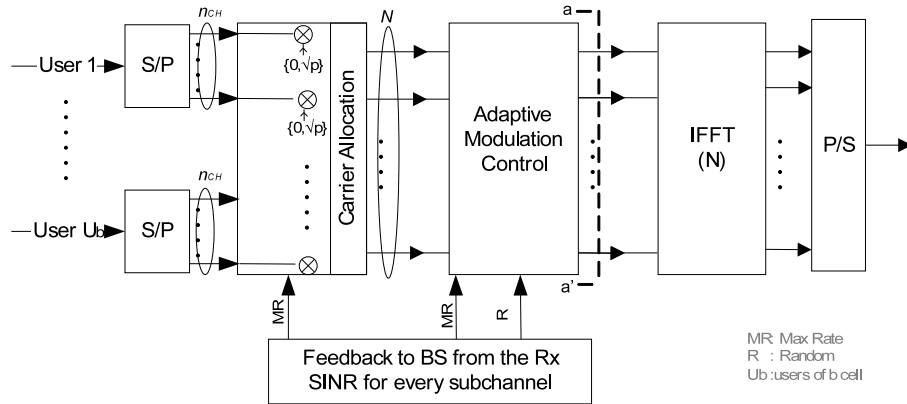 nCH
N
a
User 1
S/P
{0,√p}
{0,√p}
Carrier Allocation
Adaptive
Modulation
Control
IFFT
(N)
P/S
nCH
User Ub
S/P
a'
MR
MR
R
Feedback to BS from the Rx
SINR for every subchannel
MR: Max Rate
R : Random
Ub :users of b cell